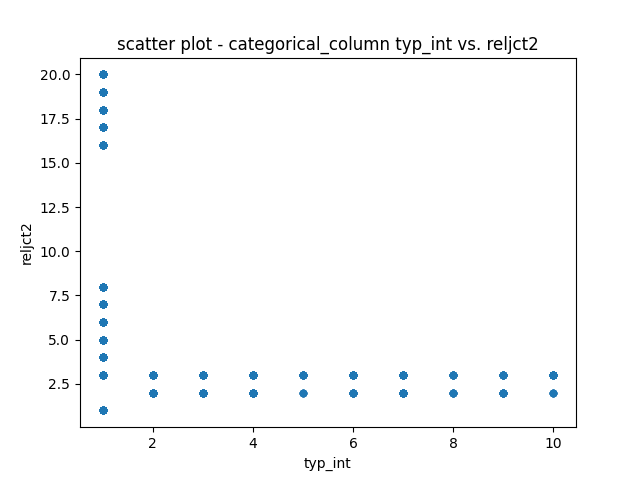 scatter plot - categorical_column typ_int vs. reljct2
20.0
17.5
15.0
12.5
10.0
7.5
5.0
2.5
reljct2
2 4 6 8 10
typ_int